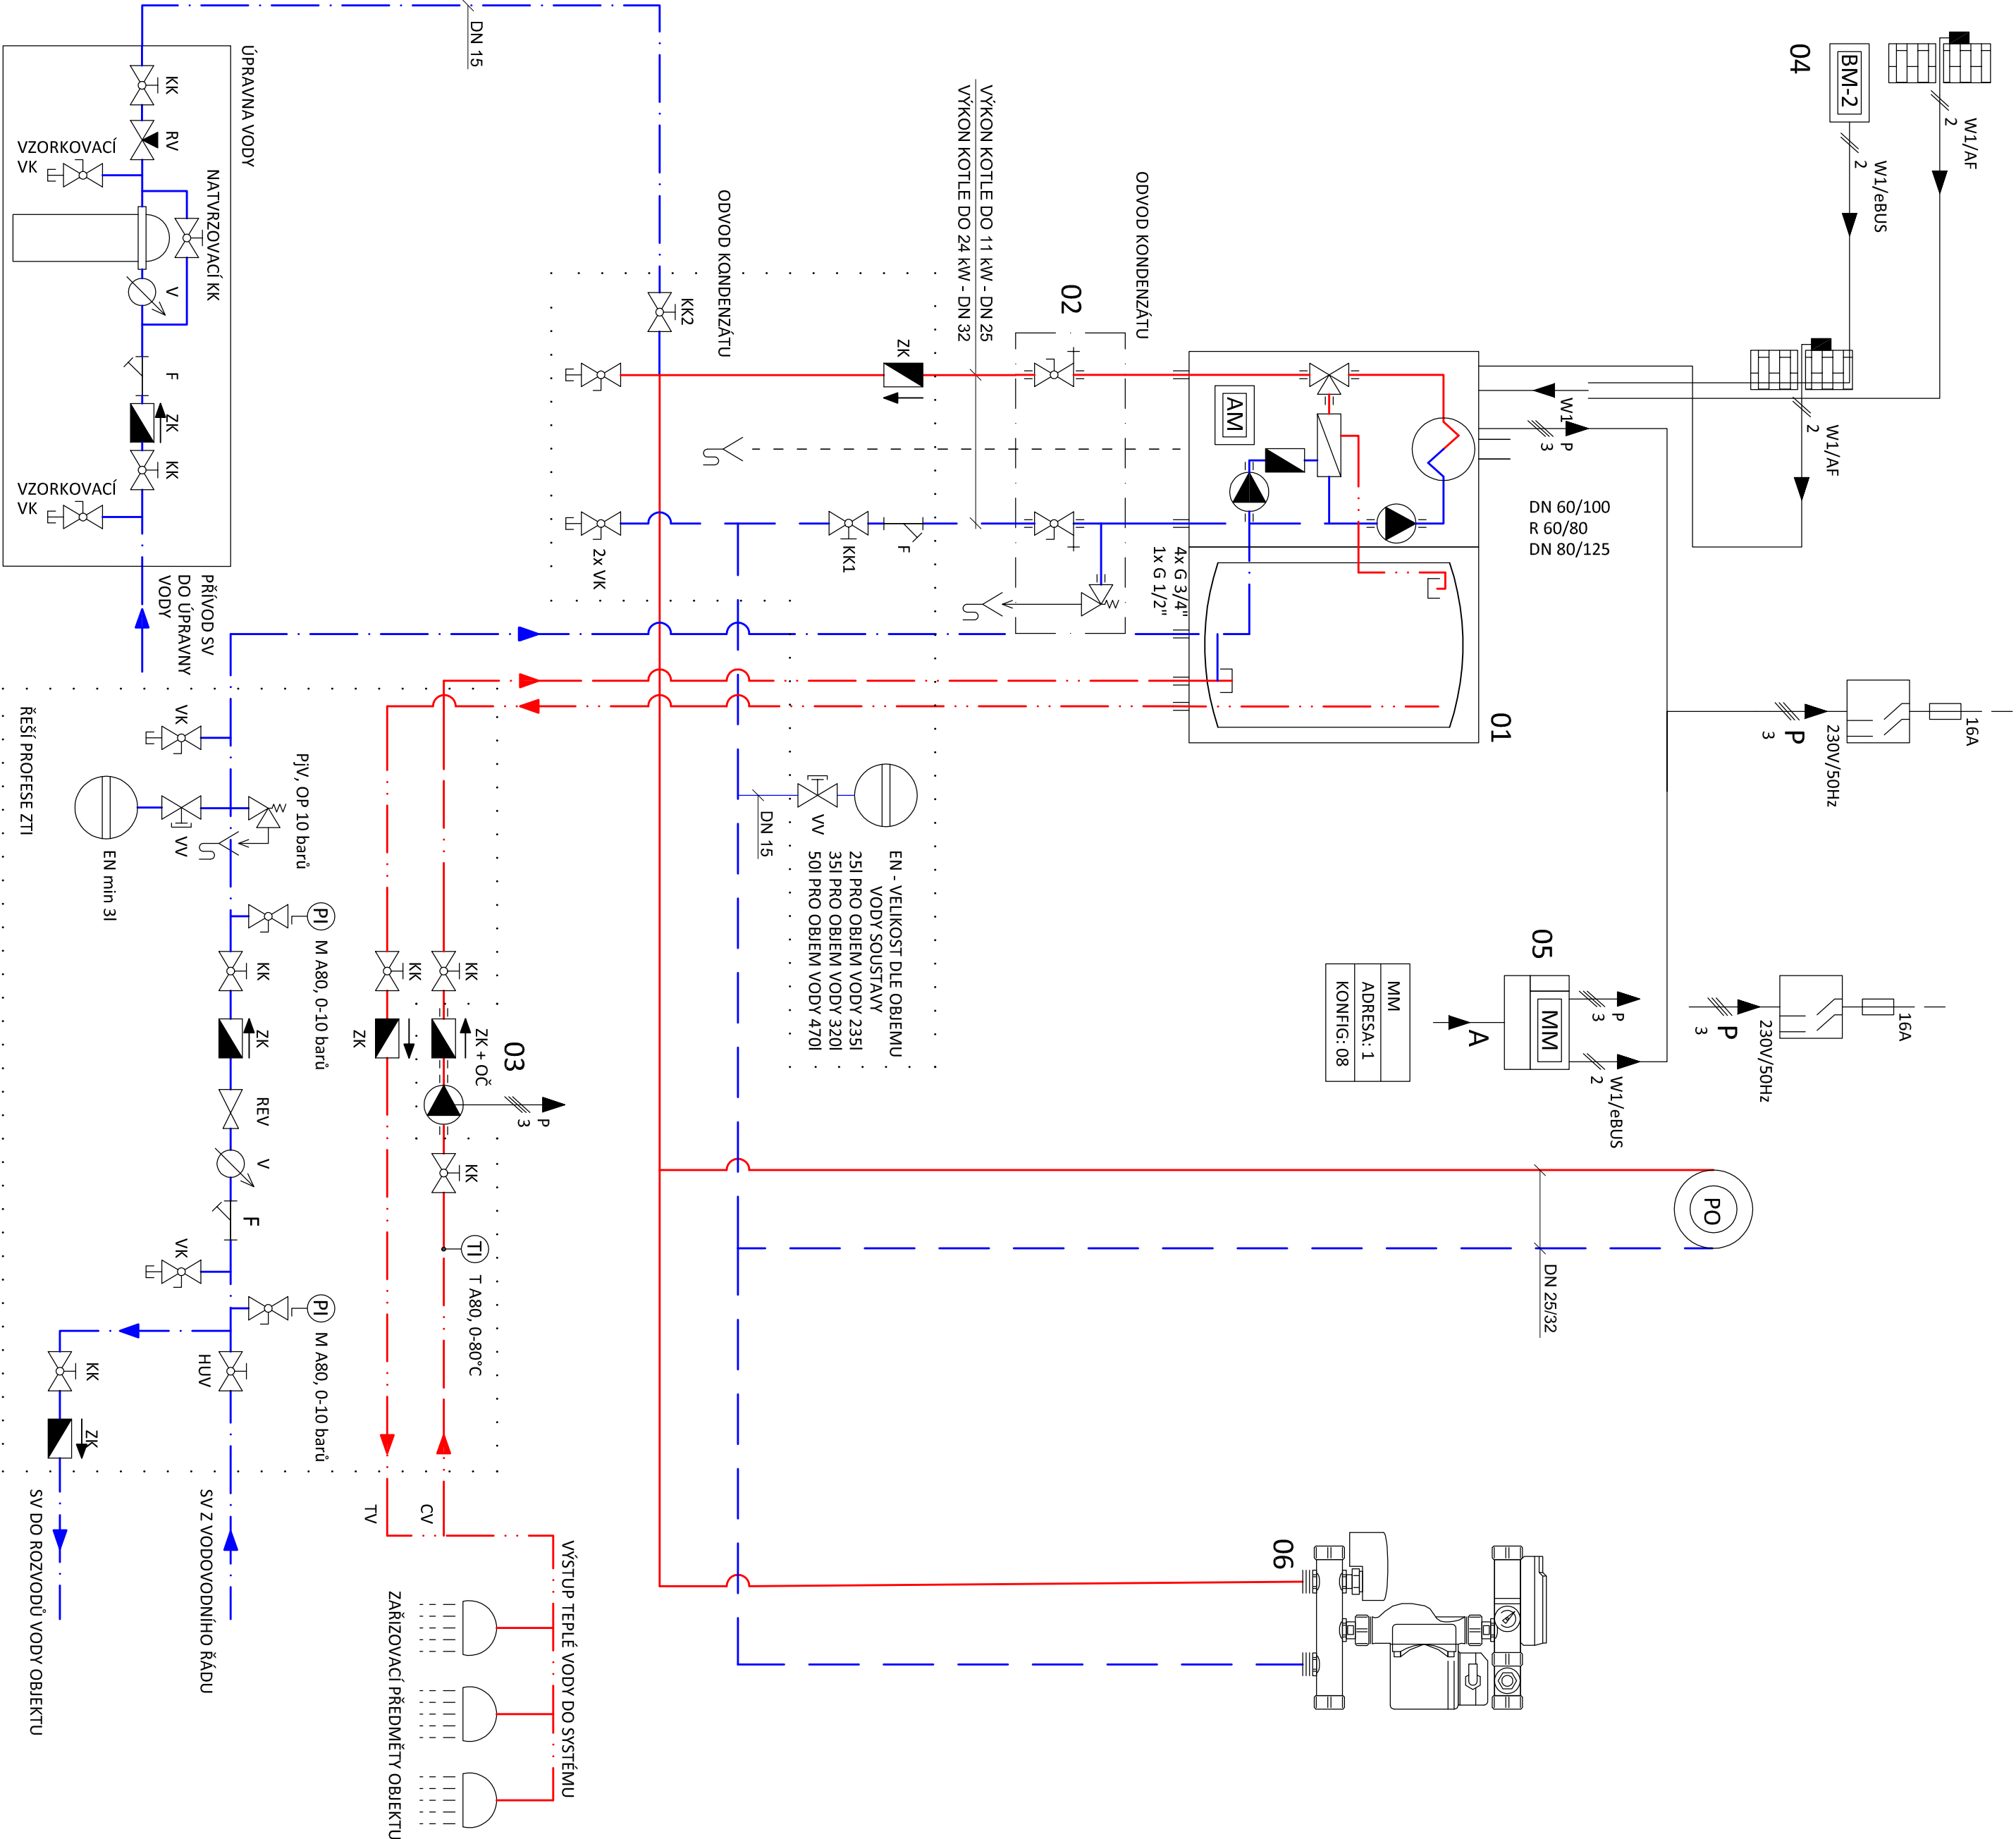 04
BM-2
W1/AF
2
W1/eBUS
2
W1/AF
2
16A
230V/50Hz
P
3
16A
230V/50Hz
P
3
W1
P
3
DN 60/100
R 60/80
DN 80/125
01
05
MM
P
3
W1/eBUS
2
A
MM
ADRESA: 1
KONFIG: 08
PO
DN 25/32
06
AM
4x G 3/4"
1x G 1/2"
ODVOD KONDENZÁTU
02
VÝKON KOTLE DO 11 kW - DN 25
VÝKON KOTLE DO 24 kW - DN 32
ODVOD KONDENZÁTU
ZK
KK2
F
KK1
2x VK
VV
DN 15
EN - VELIKOST DLE OBJEMU
VODY SOUSTAVY
25l PRO OBJEM VODY 235l
35l PRO OBJEM VODY 320l
50l PRO OBJEM VODY 470l
DN 15
ÚPRAVNA VODY
KK
RV
VZORKOVACÍ
VK
NATVRZOVACÍ KK
V
F
ZK
KK
VZORKOVACÍ
VK
PŘÍVOD SV
DO ÚPRAVNY
VODY
ŘEŠÍ PROFESE ZTI
VK
PjV, OP 10 barů
VV
EN min 3l
PI
M A80, 0-10 barů
KK
ZK
REV
V
F
VK
PI
M A80, 0-10 barů
HUV
KK
ZK
KK
ZK
KK
ZK + OČ
03
P
3
KK
TI
T A80, 0-80°C
TV
CV
VÝSTUP TEPLÉ VODY DO SYSTÉMU
ZAŘIZOVACÍ PŘEDMĚTY OBJEKTU
SV Z VODOVODNÍHO ŘÁDU
SV DO ROZVODŮ VODY OBJEKTU